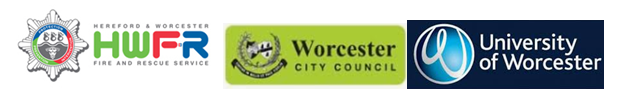 HEREFORD & WORCESTER
HWFR
FIRE AND RESCUE SERVICE
Worcester
CITY COUNCIL
University
of Worcester